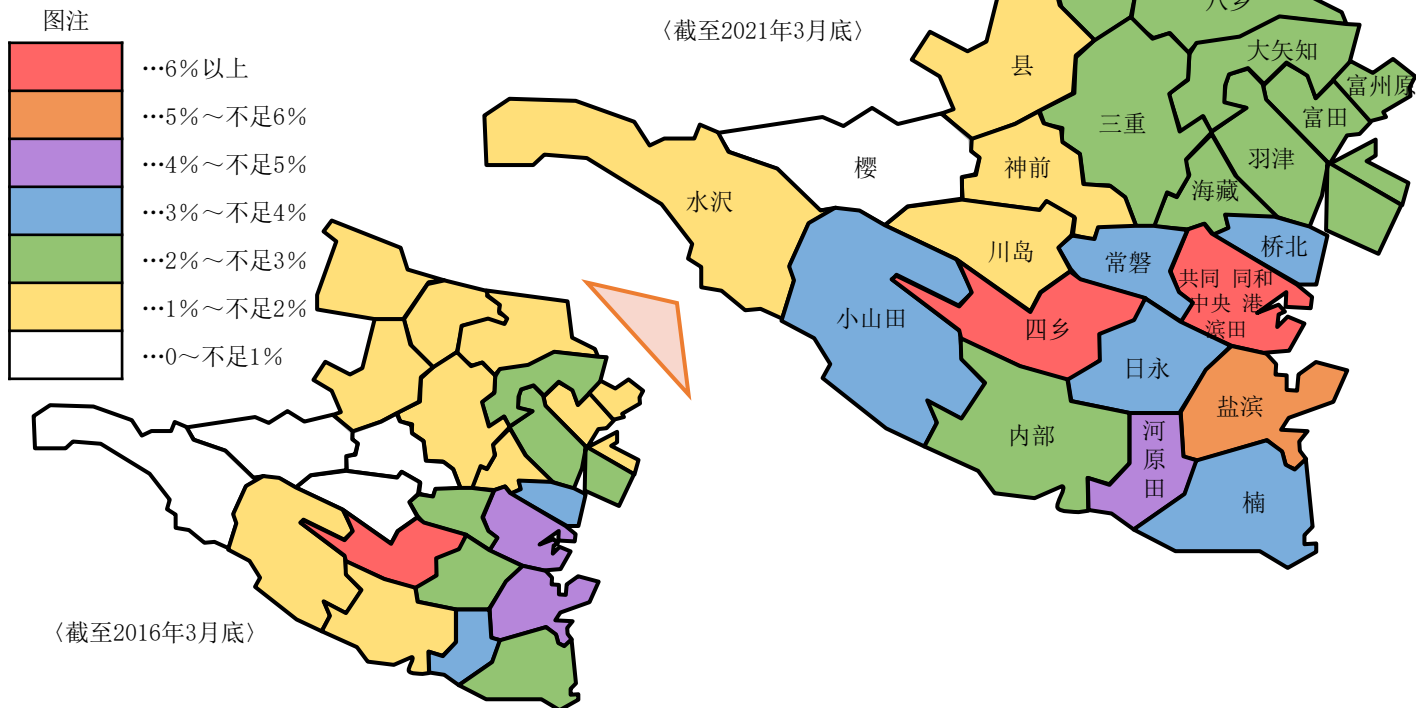 图注
…6%以上
…5%～不足6%
…4%～不足5%
…3%～不足4%
…2%～不足3%
…1%～不足2%
…0～不足1%
〈截至2021年3月底〉
八乡
县
大矢知
富州原
富田
三重
羽津
海藏
神前
樱
水沢
川岛
常磐
桥北
共同 同和
中央 港
滨田
小山田
四乡
日永
盐滨
内部
河
原
田
楠
〈截至2016年3月底〉